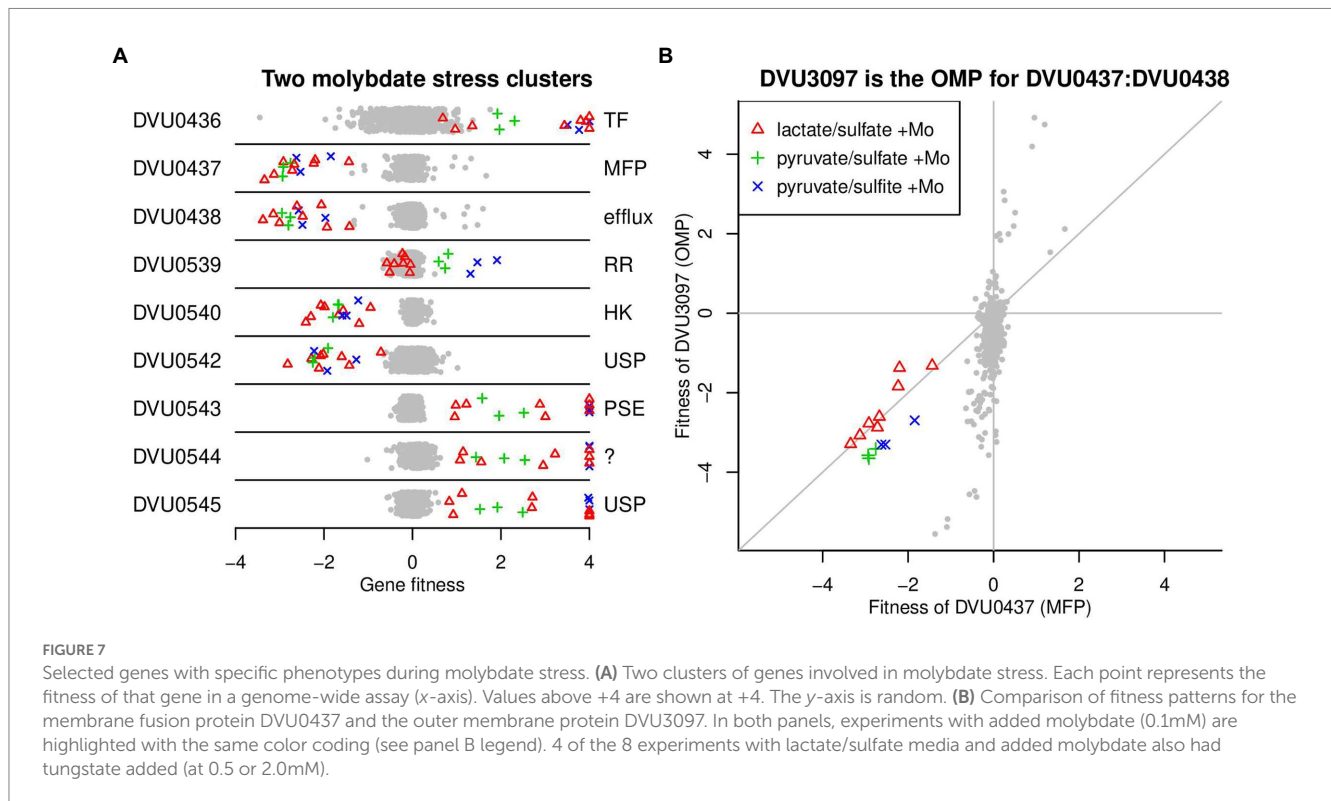 A
Two molybdate stress clusters
DVU0436 TF
DVU0437 MFP
DVU0438 efflux
DVU0539 RR
DVU0540 HK
DVU0542 USP
DVU0543 PSE
DVU0544 ?
DVU0545 USP
−4 −2 0 2 4
Gene fitness
B
DVU3097 is the OMP for DVU0437:DVU0438
lactate/sulfate +Mo
pyruvate/sulfate +Mo
pyruvate/sulfite +Mo
Fitness of DVU3097 (OMP)
4
2
0
−2
−4
−4 −2 0 2 4
Fitness of DVU0437 (MFP)
FIGURE 7
Selected genes with specific phenotypes during molybdate stress. (A) Two clusters of genes involved in molybdate stress. Each point represents the
fitness of that gene in a genome-wide assay (x-axis). Values above +4 are shown at +4. The y-axis is random. (B) Comparison of fitness patterns for the
membrane fusion protein DVU0437 and the outer membrane protein DVU3097. In both panels, experiments with added molybdate (0.1mM) are
highlighted with the same color coding (see panel B legend). 4 of the 8 experiments with lactate/sulfate media and added molybdate also had
tungstate added (at 0.5 or 2.0mM).